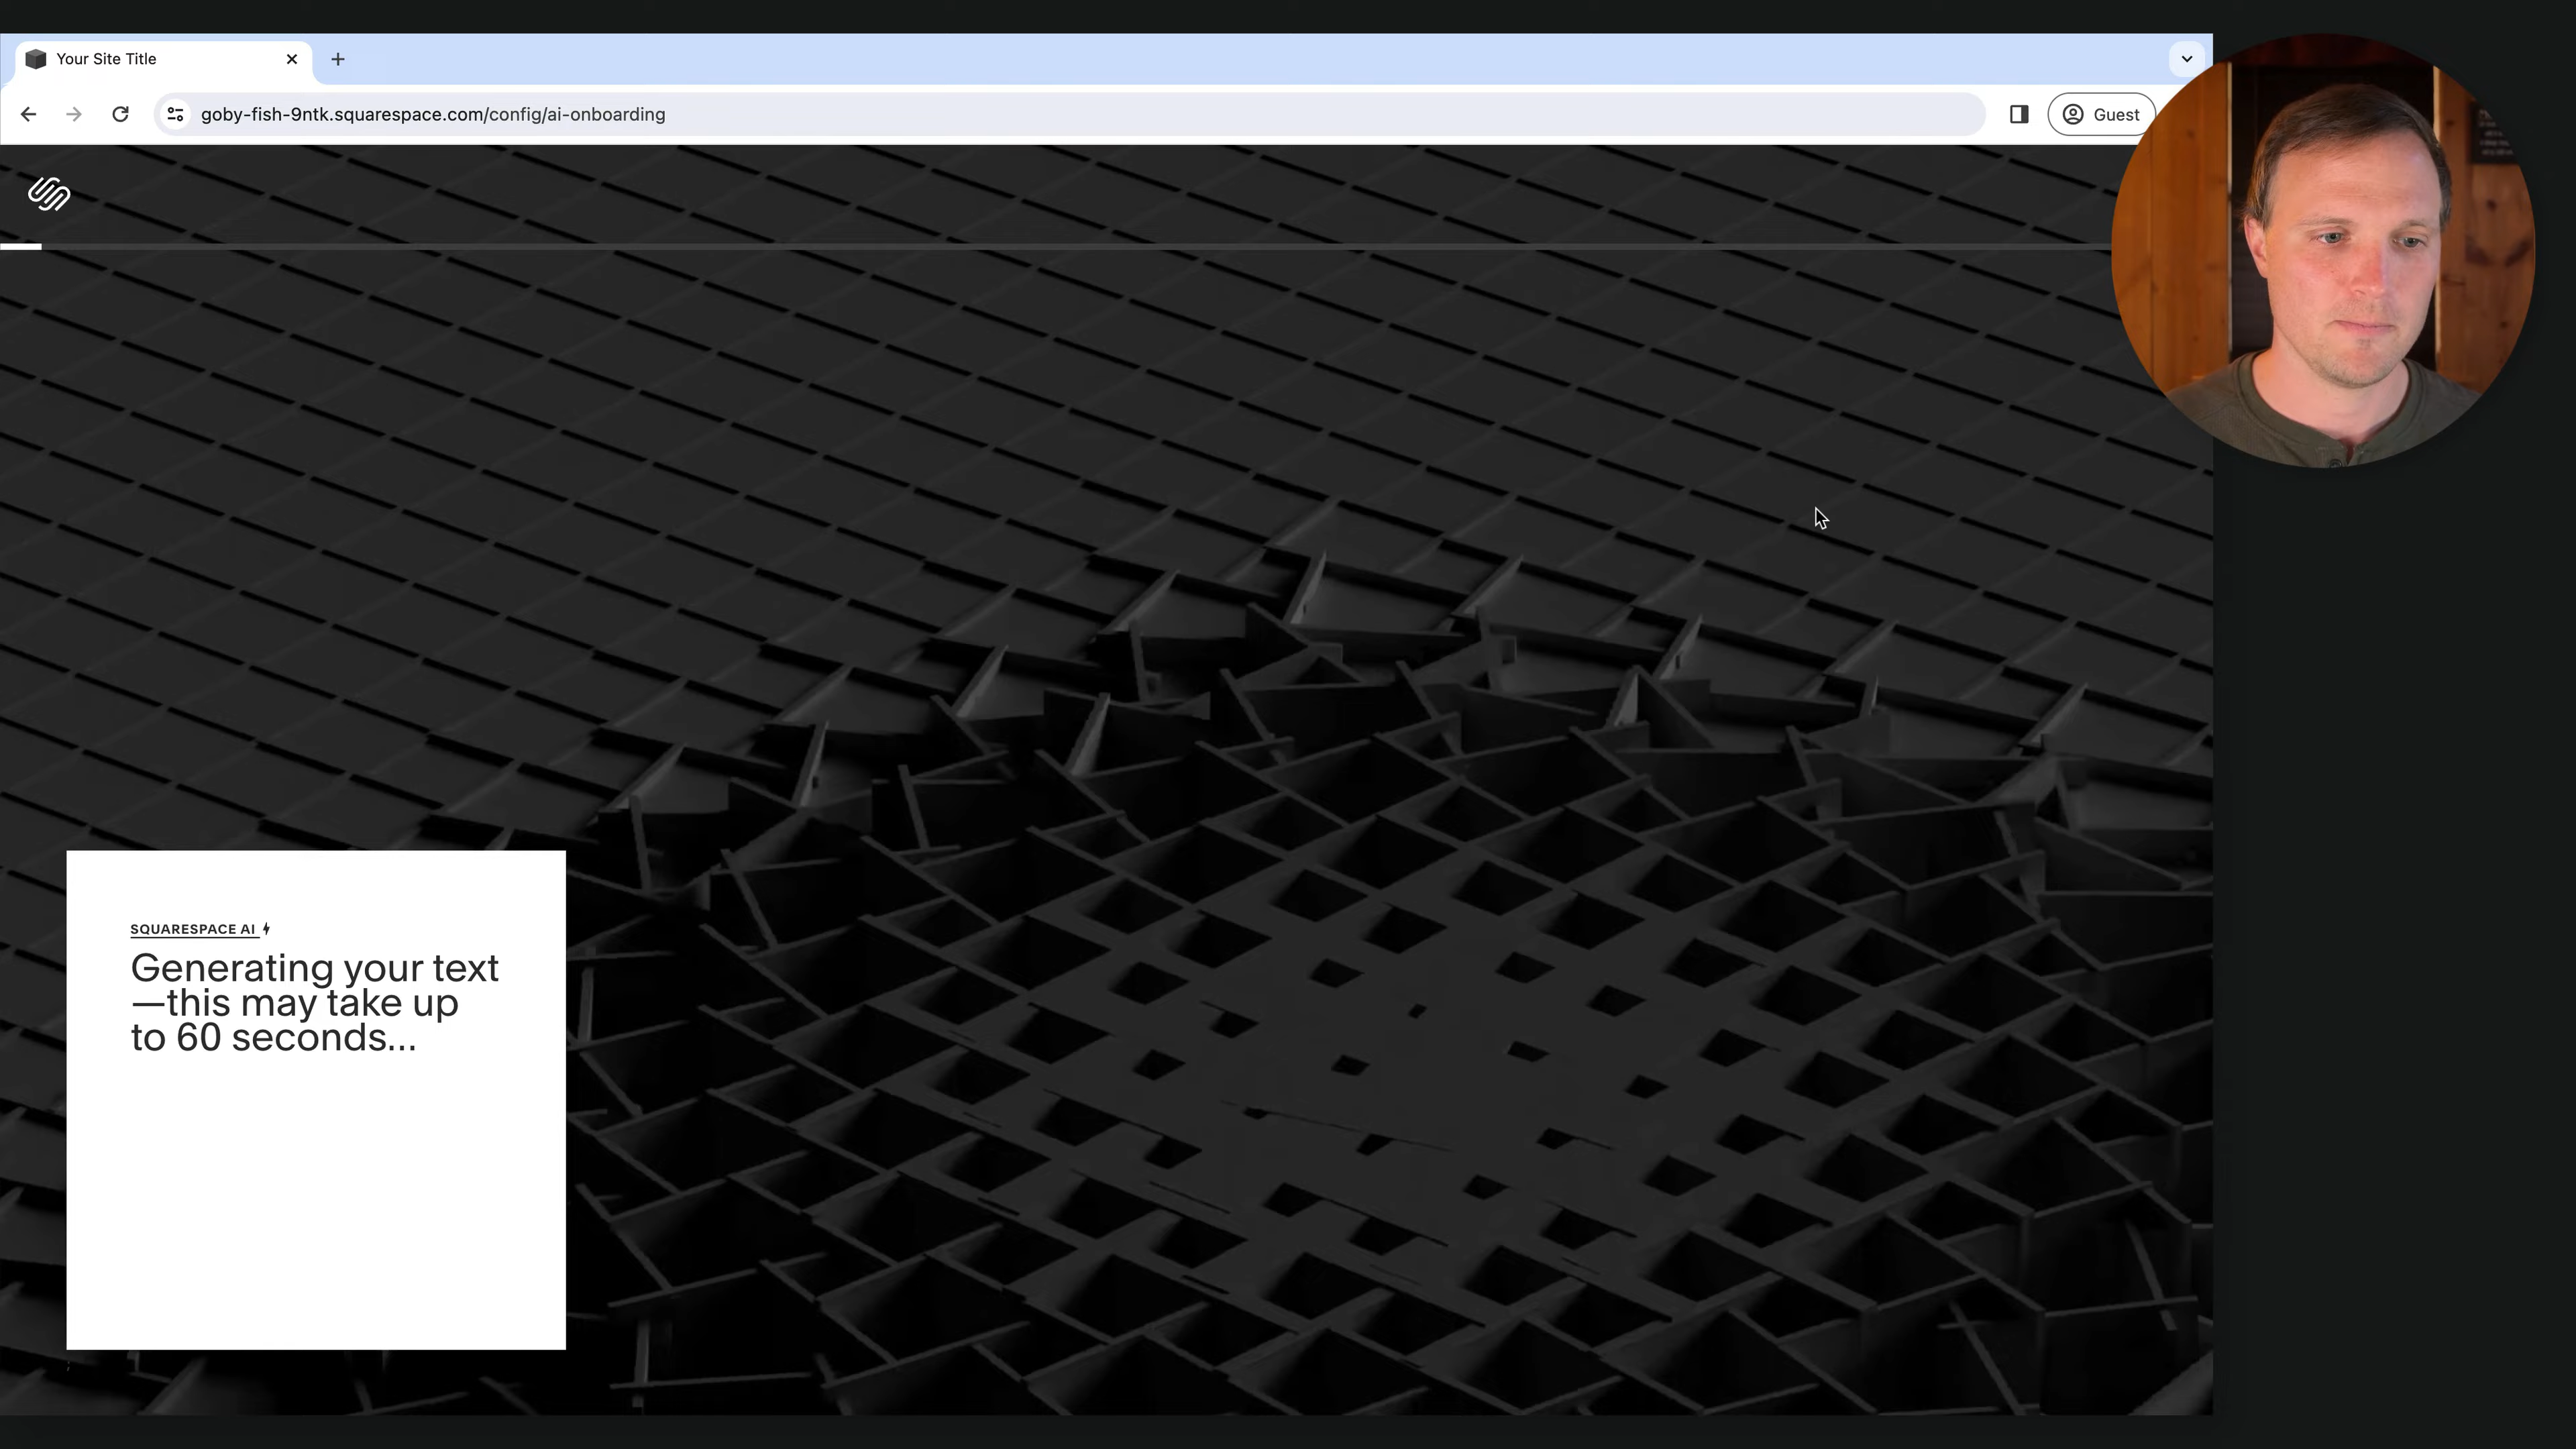 Your Site Title
goby-fish-9ntk.squarespace.com/config/ai-onboarding
Guest
SQUARESPACE AI
Generating your text
—this may take up
to 60 seconds...